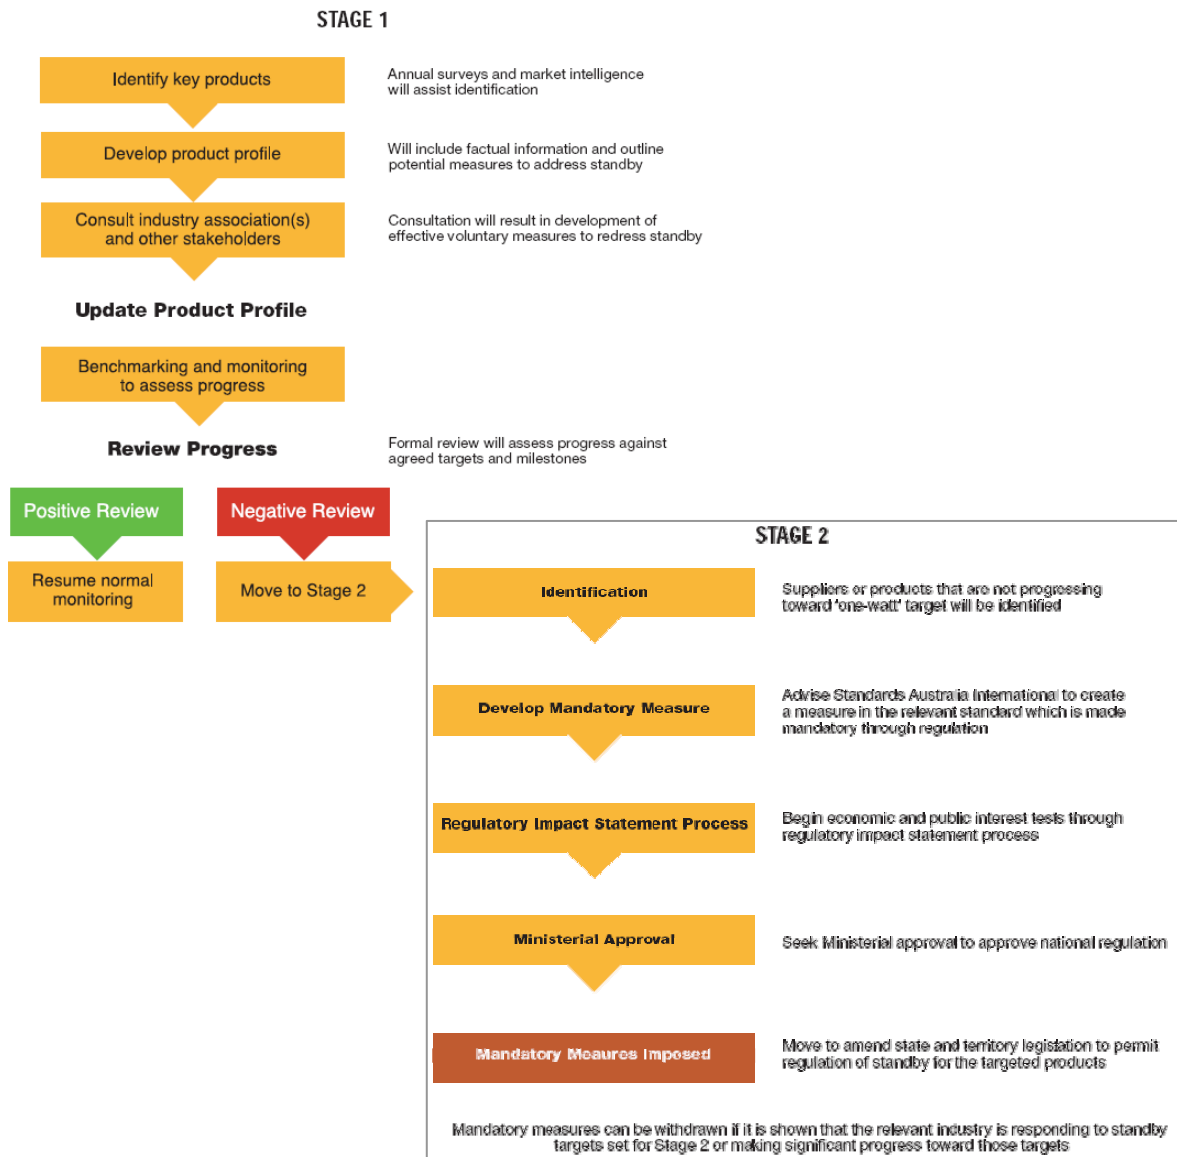 STAGE 1
Identify key products
Annual surveys and market intelligence
will assist identification
Develop product profile
Will include factual information and outline
potential measures to address standby
Consult industry association(s)
and other stakeholders
Consultation will result in development of
effective voluntary measures to redress standby
Update Product Profile
Benchmarking and monitoring
to assess progress
Review Progress
Formal review will assess progress against
agreed targets and milestones
Positive Review
Negative Review
Resume normal
monitoring
Move to Stage 2
STAGE 2
Identification
Suppliers or products that are not progressing
toward 'one-watt' target will be identified
Develop Mandatory Measure
Advise Standards Australia International to create
a measure in the relevant standard which is made
mandatory through regulation
Regulatory Impact Statement Process
Begin economic and public interest tests through
regulatory impact statement process
Ministerial Approval
Seek Ministerial approval to approve national regulation
Mandatory Measures Imposed
Move to amend state and territory legislation to permit
regulation of standby for the targeted products
Mandatory measures can be withdrawn if it is shown that the relevant industry is responding to standby
targets set for Stage 2 or making significant progress toward those targets